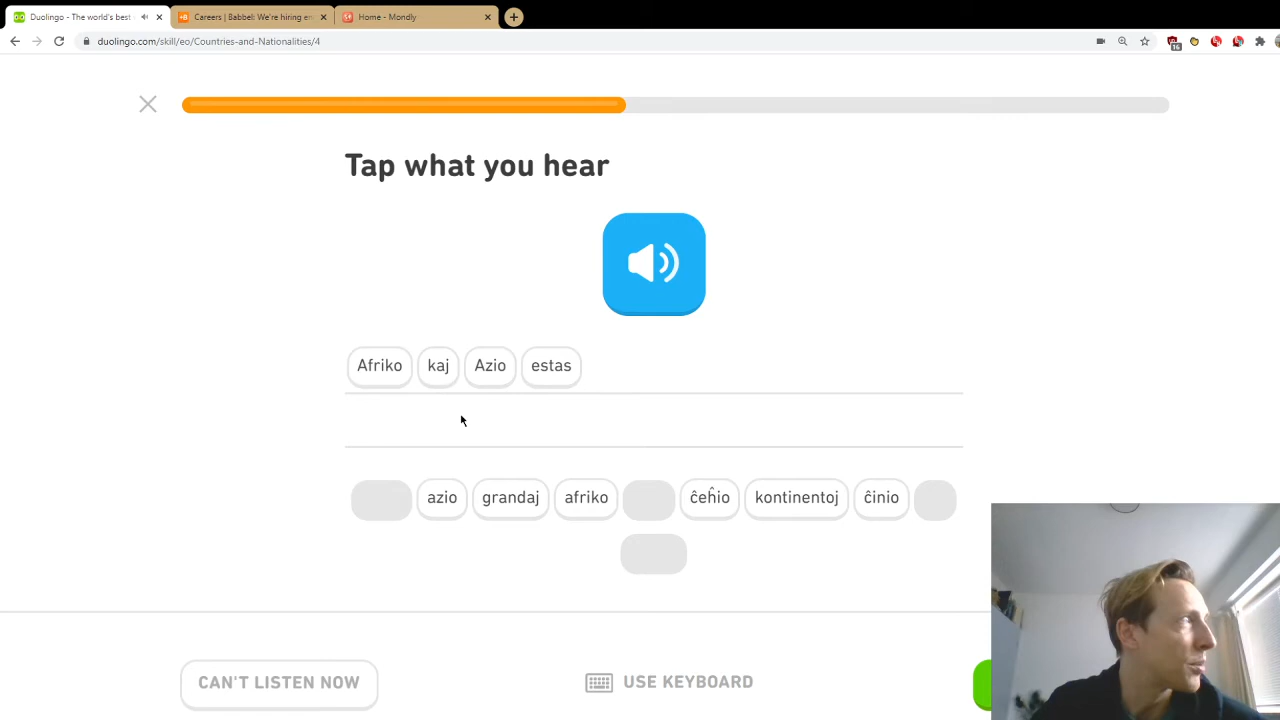 Duolingo - The world's best
Careers | Babbel: We're hiring en
Home - Mondly
duolingo.com/skill/eo/Countries-and-Nationalities/4
16
Tap what you hear
Afriko kaj Azio estas
azio grandaj afriko ĉeĥio kontinentoj ĉinio
CAN'T LISTEN NOW
USE KEYBOARD